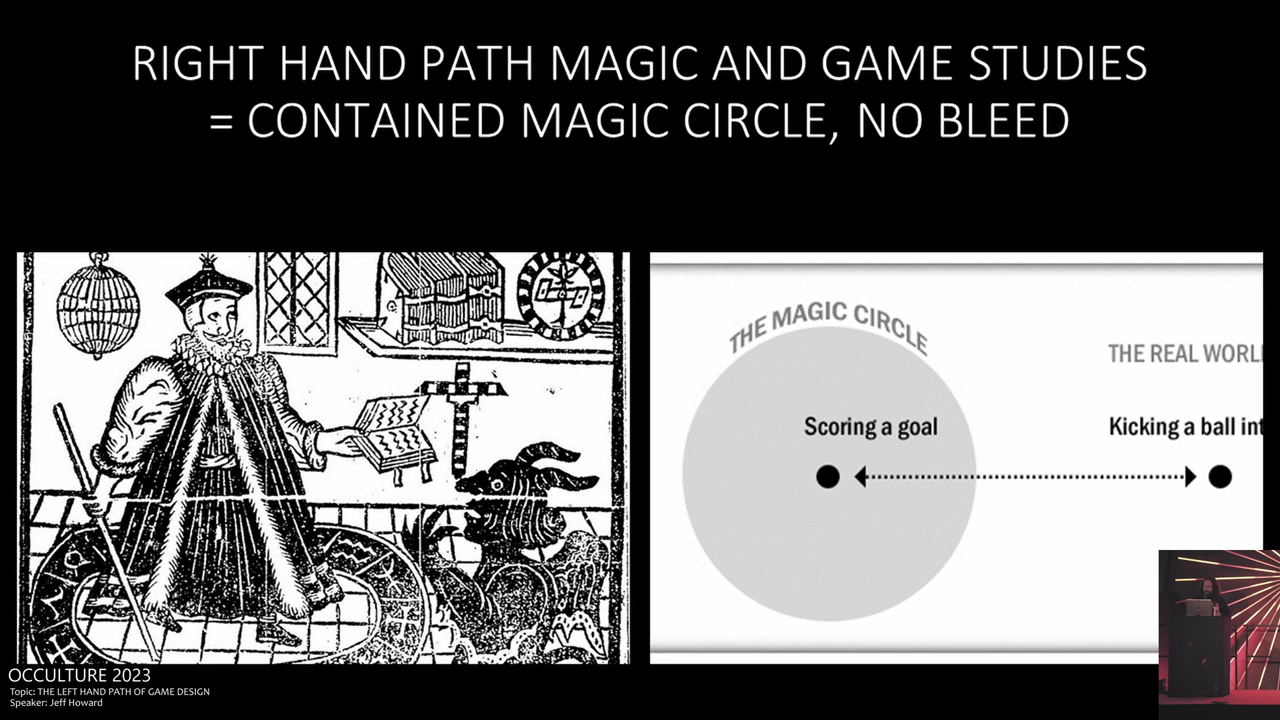 RIGHT HAND PATH MAGIC AND GAME STUDIES
= CONTAINED MAGIC CIRCLE, NO BLEED
THE MAGIC CIRCLE
THE REAL WORL
Scoring a goal
Kicking a ball int
OCCULTURE 2023
Topic: THE LEFT HAND PATH OF GAME DESIGN
Speaker: Jeff Howard